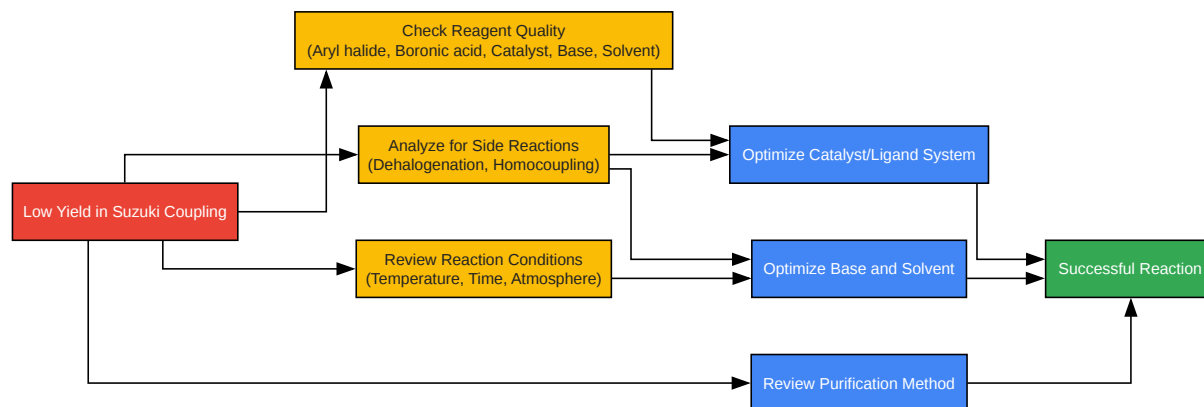 Check Reagent Quality
(Aryl halide, Boronic acid, Catalyst, Base, Solvent)
Analyze for Side Reactions
(Dehalogenation, Homocoupling)
Optimize Catalyst/Ligand System
Low Yield in Suzuki Coupling
Review Reaction Conditions
(Temperature, Time, Atmosphere)
Optimize Base and Solvent
Successful Reaction
Review Purification Method